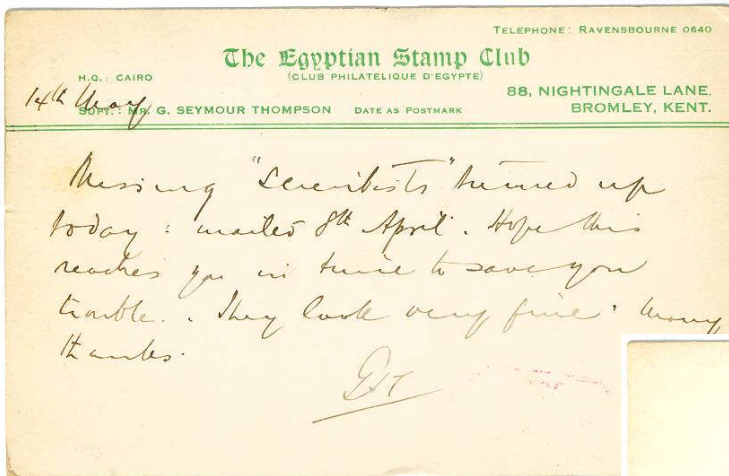 TELEPHONE: RAVENSBOURNE 0640
The Egyptian Stamp Club
(CLUB PHILATELIQUE D'EGYPTE)
H.Q.: CAIRO
88, NIGHTINGALE LANE,
14th May
SUPT.: MR. G. SEYMOUR THOMPSON DATE AS POSTMARK
BROMLEY, KENT.
Missing "Scientists" turned up
today: mailed 8th April. Hope this
reaches you in time to save you
trouble. They look very fine. Many
thanks.
GST